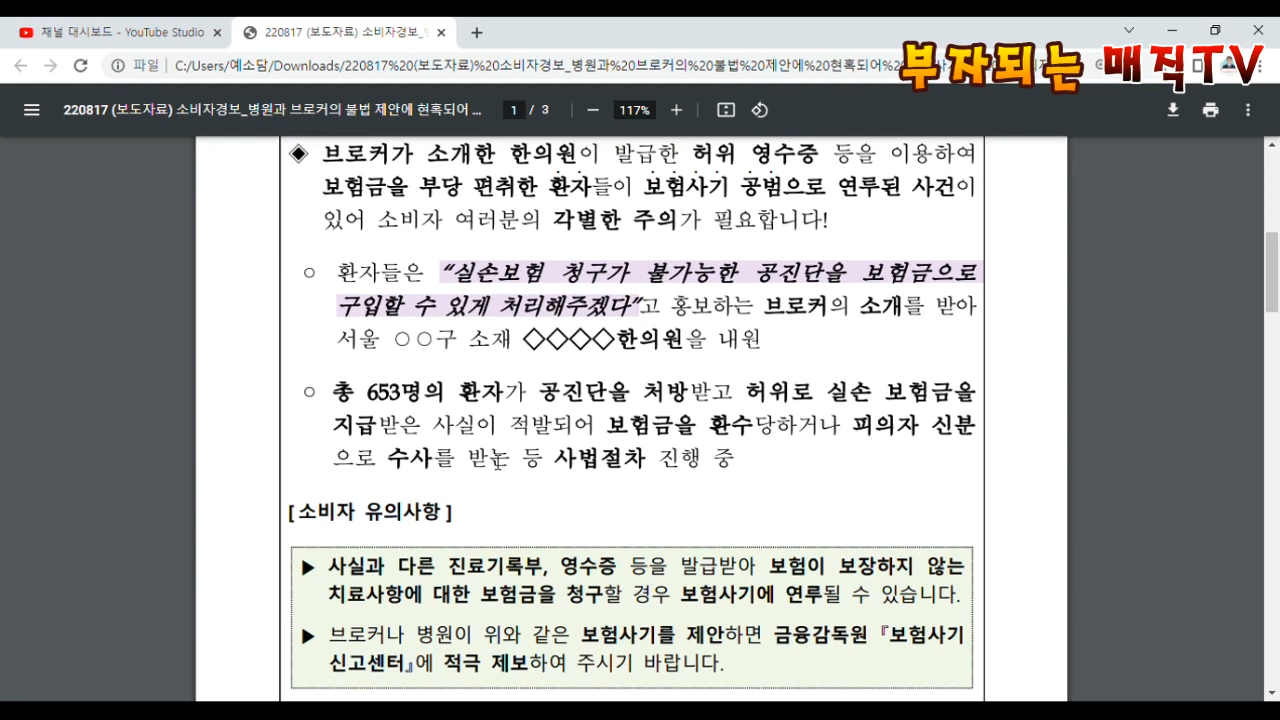 채널 대시보드 - YouTube Studio
220817 (보도자료) 소비자경보_
파일
C:/Users/예소담/Downloads/220817%20(보도자료)%20소비자경보_병원과%20브로커의%20불법%20제안에%20현혹되어%20
부자되는 매직TV
220817 (보도자료) 소비자경보_병원과 브로커의 불법 제안에 현혹되어 ...
1 / 3
117%
◈ 브로커가 소개한 한의원이 발급한 허위 영수증 등을 이용하여
보험금을 부당 편취한 환자들이 보험사기 공범으로 연루된 사건이
있어 소비자 여러분의 각별한 주의가 필요합니다!
○ 환자들은 “실손보험 청구가 불가능한 공진단을 보험금으로
구입할 수 있게 처리해주겠다”고 홍보하는 브로커의 소개를 받아
서울 ○○구 소재 ◇◇◇◇한의원을 내원
○ 총 653명의 환자가 공진단을 처방받고 허위로 실손 보험금을
지급받은 사실이 적발되어 보험금을 환수당하거나 피의자 신분
으로 수사를 받는 등 사법절차 진행 중
[ 소비자 유의사항 ]
▶ 사실과 다른 진료기록부, 영수증 등을 발급받아 보험이 보장하지 않는
치료사항에 대한 보험금을 청구할 경우 보험사기에 연루될 수 있습니다.
▶ 브로커나 병원이 위와 같은 보험사기를 제안하면 금융감독원 『보험사기
신고센터』에 적극 제보하여 주시기 바랍니다.